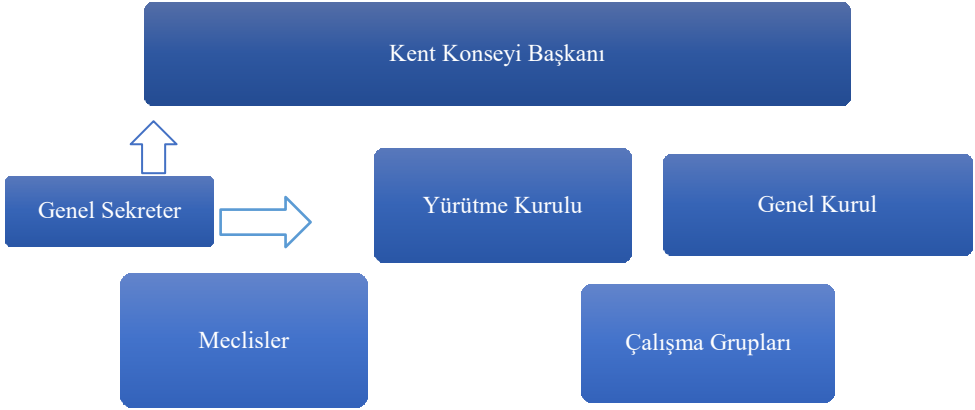 Kent Konseyi Başkanı
Genel Sekreter
Yürütme Kurulu
Genel Kurul
Meclisler
Çalışma Grupları